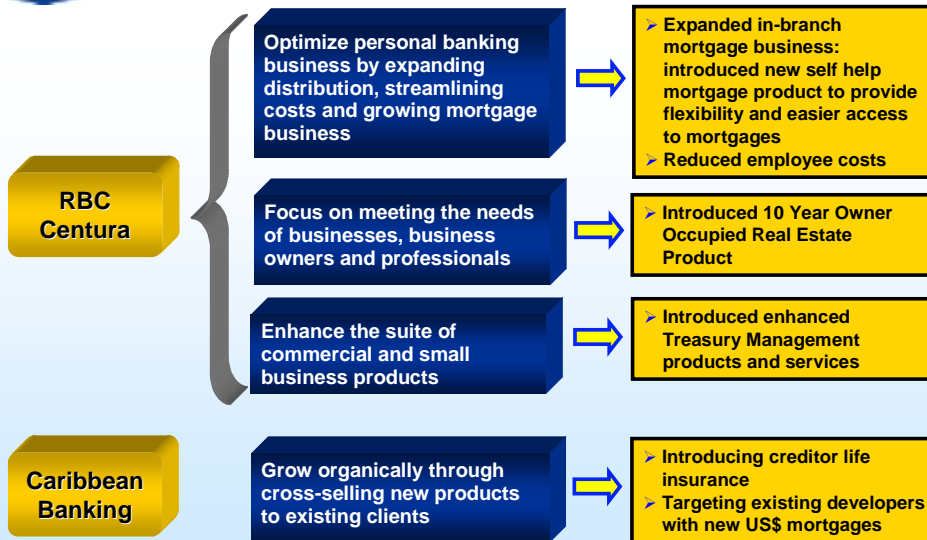 Optimize personal banking
business by expanding
distribution, streamlining
costs and growing mortgage
business
➢ Expanded in-branch
mortgage business:
introduced new self help
mortgage product to provide
flexibility and easier access
to mortgages
➢ Reduced employee costs
RBC
Centura
Focus on meeting the needs
of businesses, business
owners and professionals
➢ Introduced 10 Year Owner
Occupied Real Estate
Product
Enhance the suite of
commercial and small
business products
➢ Introduced enhanced
Treasury Management
products and services
Caribbean
Banking
Grow organically through
cross-selling new products
to existing clients
➢ Introducing creditor life
insurance
➢ Targeting existing developers
with new US$ mortgages